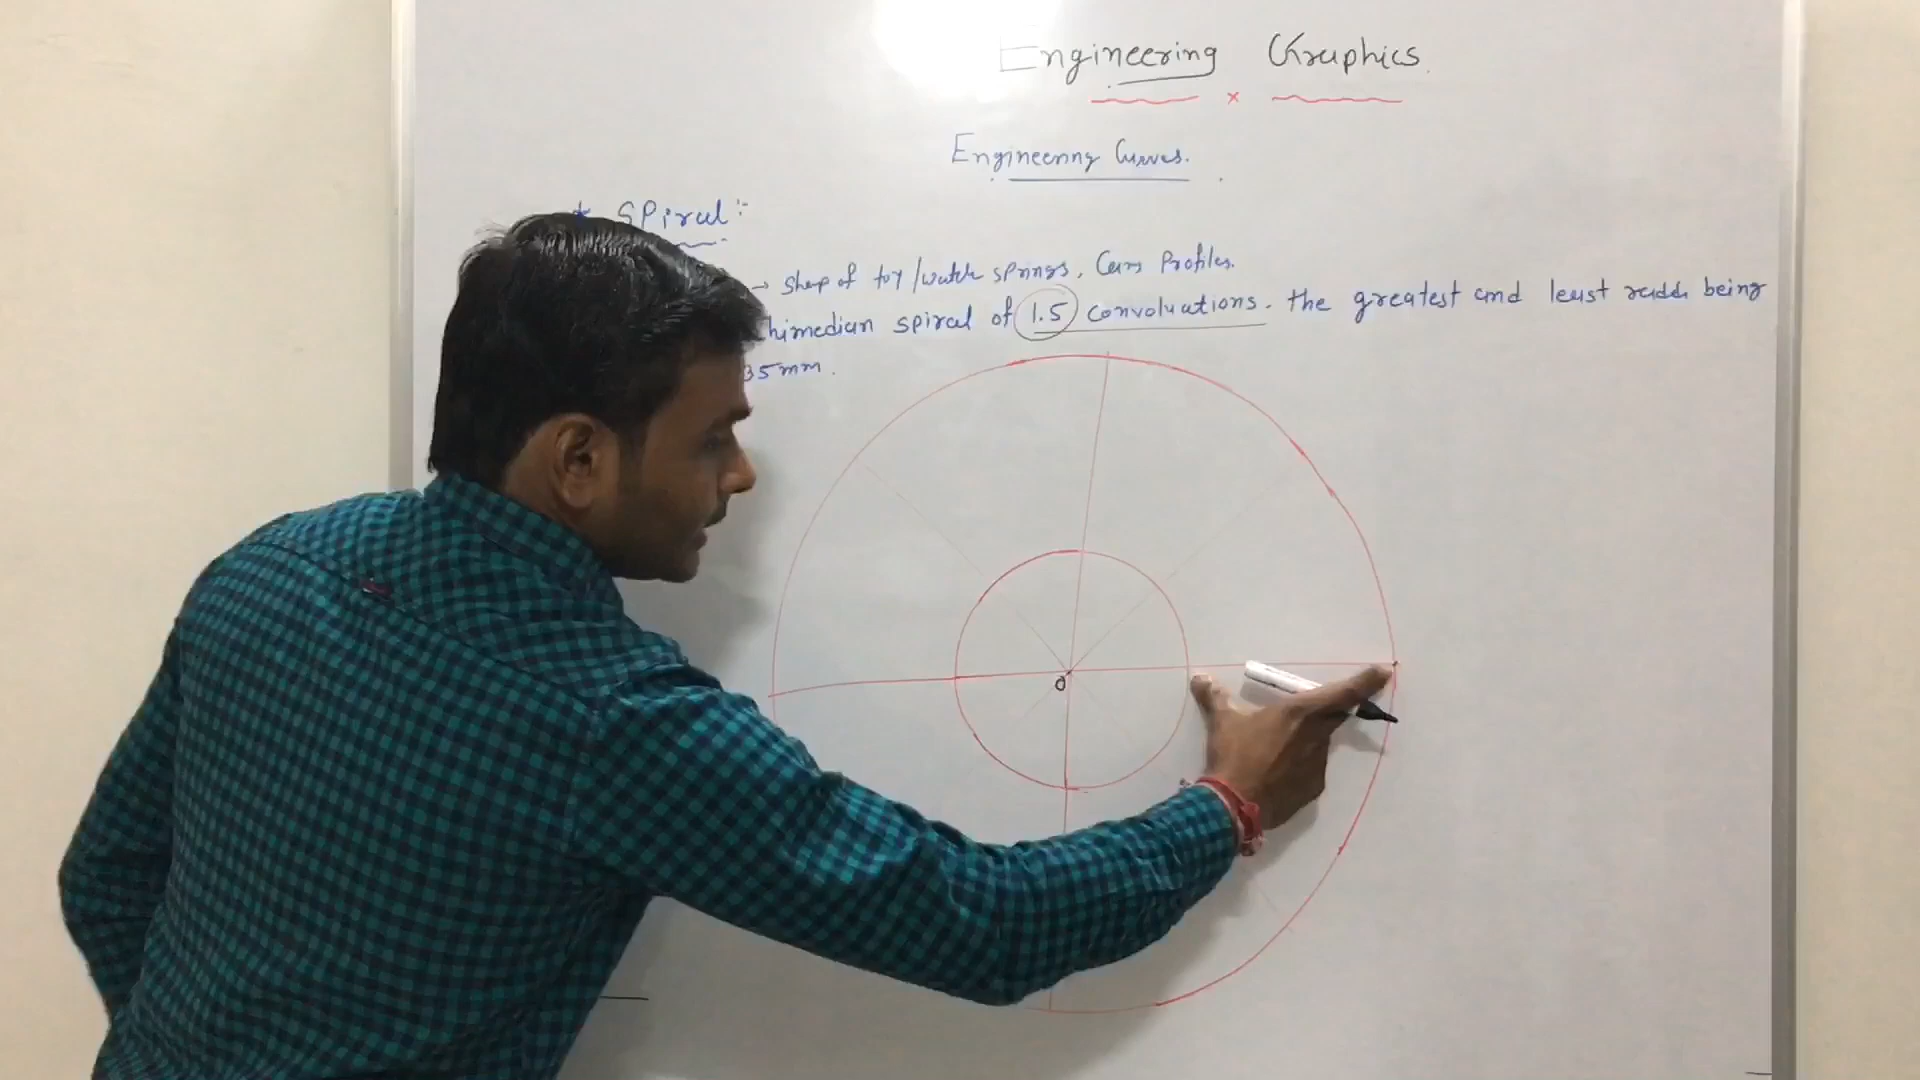 Engineering Graphics.
x
Engineering Curves.
* SPiral :-
→ Shap of toy/watch springs, Cam Profiles.
himedian spiral of 1.5 convoluations. the greatest and least radii being
35mm.
O